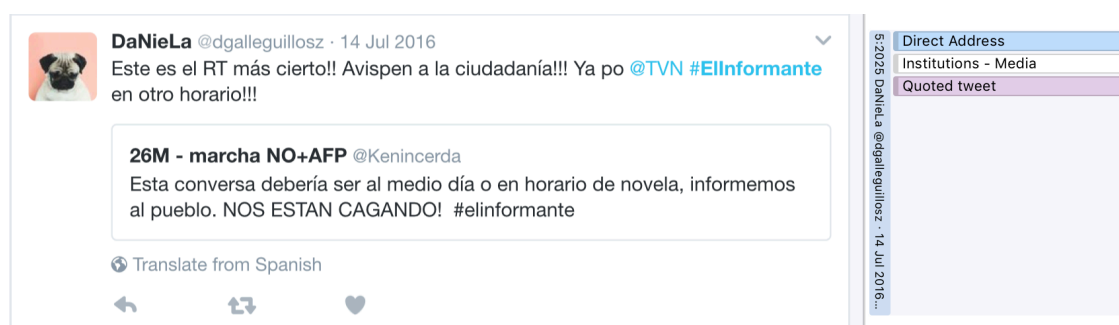 DaNieLa @dgalleguillosz · 14 Jul 2016
Este es el RT más cierto!! Avispen a la ciudadanía!!! Ya po @TVN #ElInformante
en otro horario!!!
26M - marcha NO+AFP @Kenincerda
Esta conversa debería ser al medio día o en horario de novela, informemos
al pueblo. NOS ESTAN CAGANDO! #elinformante
Translate from Spanish
5:2025 DaNieLa @dgalleguillosz · 14 Jul 2016...
Direct Address
Institutions - Media
Quoted tweet